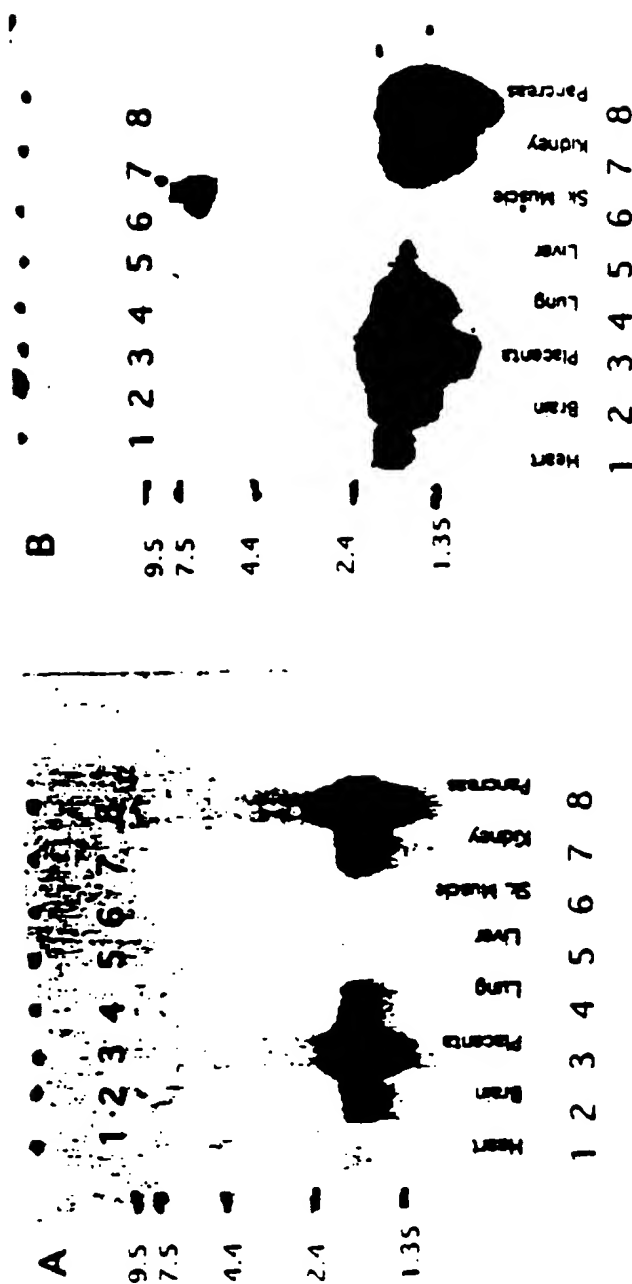 A
9.5
7.5
4.4
2.4
1.35
1 2 3 4 5 6 7 8
Heart Brain Placenta Lung Liver Sk. Muscle Kidney Pancreas
1 2 3 4 5 6 7 8
B
9.5
7.5
4.4
2.4
1.35
1 2 3 4 5 6 7 8
Heart Brain Placenta Lung Liver Sk Muscle Kidney Pancreas
1 2 3 4 5 6 7 8